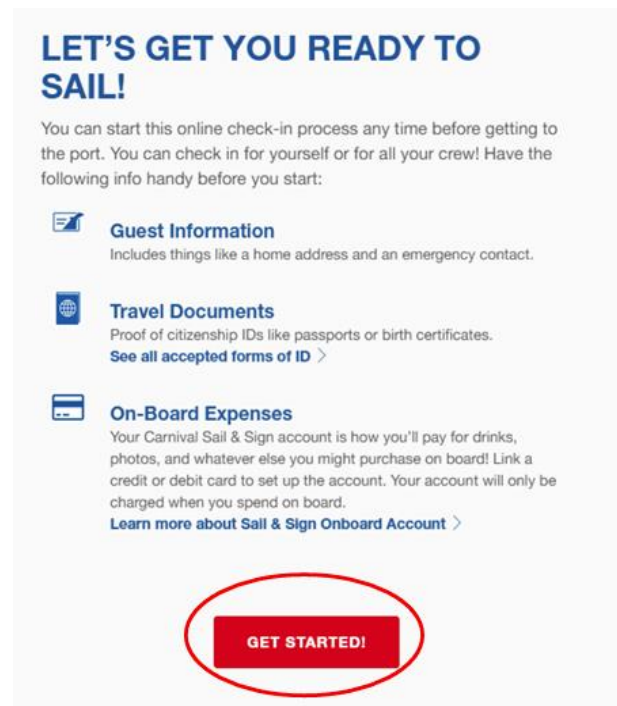 LET'S GET YOU READY TO
SAIL!
You can start this online check-in process any time before getting to
the port. You can check in for yourself or for all your crew! Have the
following info handy before you start:
Guest Information
Includes things like a home address and an emergency contact.
Travel Documents
Proof of citizenship IDs like passports or birth certificates.
See all accepted forms of ID >
On-Board Expenses
Your Carnival Sail & Sign account is how you'll pay for drinks,
photos, and whatever else you might purchase on board! Link a
credit or debit card to set up the account. Your account will only be
charged when you spend on board.
Learn more about Sail & Sign Onboard Account >
GET STARTED!